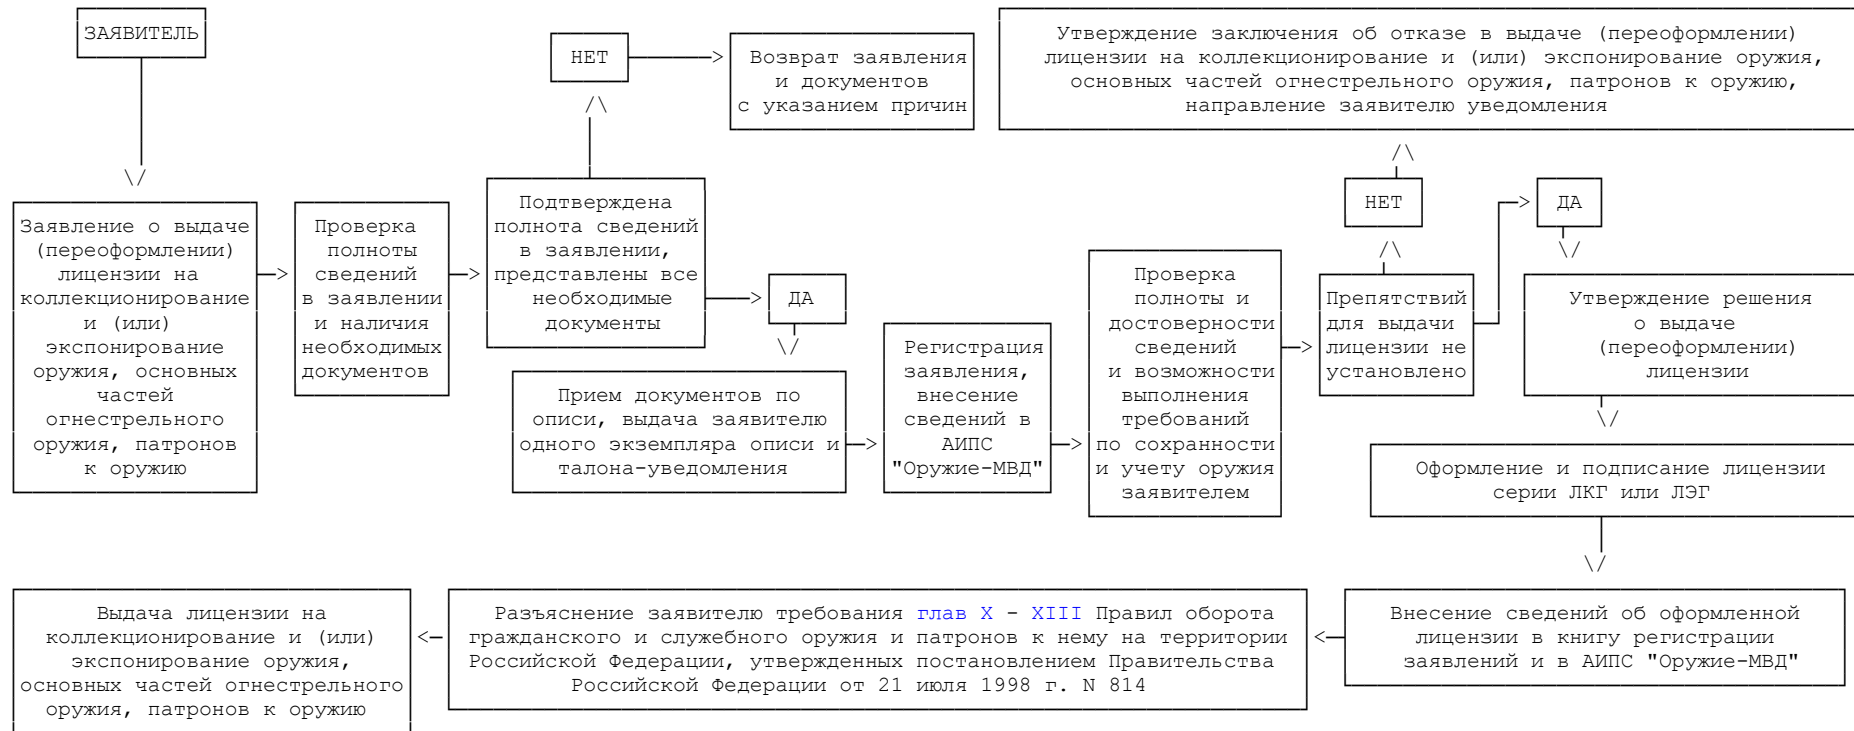 ЗАЯВИТЕЛЬ
НЕТ
Возврат заявления
и документов
с указанием причин
Утверждение заключения об отказе в выдаче (переоформлении)
лицензии на коллекционирование и (или) экспонирование оружия,
основных частей огнестрельного оружия, патронов к оружию,
направление заявителю уведомления
Заявление о выдаче
(переоформлении)
лицензии на
коллекционирование
и (или)
экспонирование
оружия, основных
частей
огнестрельного
оружия, патронов
к оружию
Проверка
полноты
сведений
в заявлении
и наличия
необходимых
документов
Подтверждена
полнота сведений
в заявлении,
представлены все
необходимые
документы
ДА
Прием документов по
описи, выдача заявителю
одного экземпляра описи и
талона-уведомления
Регистрация
заявления,
внесение
сведений в
АИПС
"Оружие-МВД"
Проверка
полноты и
достоверности
сведений
и возможности
выполнения
требований
по сохранности
и учету оружия
заявителем
НЕТ
Препятствий
для выдачи
лицензии не
установлено
ДА
Утверждение решения
о выдаче
(переоформлении)
лицензии
Оформление и подписание лицензии
серии ЛКГ или ЛЭГ
Внесение сведений об оформленной
лицензии в книгу регистрации
заявлений и в АИПС "Оружие-МВД"
Разъяснение заявителю требования глав X - XIII Правил оборота
гражданского и служебного оружия и патронов к нему на территории
Российской Федерации, утвержденных постановлением Правительства
Российской Федерации от 21 июля 1998 г. N 814
Выдача лицензии на
коллекционирование и (или)
экспонирование оружия,
основных частей огнестрельного
оружия, патронов к оружию